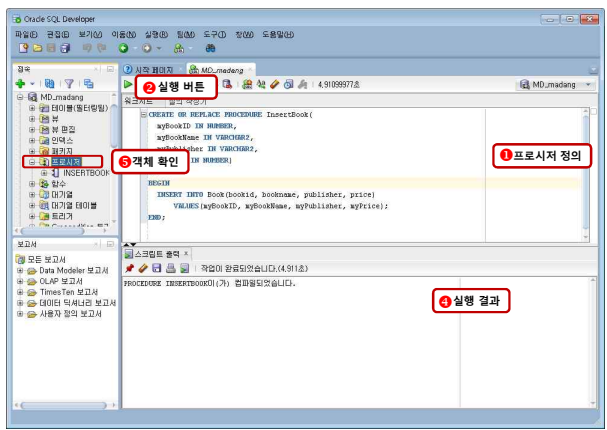 Oracle SQL Developer
파일(F) 편집(E) 보기(V) 이동(N) 실행(R) 팀(M) 도구(T) 창(W) 도움말(H)
접속
시작 페이지 MD_madang
❷실행 버튼
4.91099977초 MD_madang
MD_madang
테이블(필터링됨)
뷰
뷰 편집
인덱스
패키지
프로시저
INSERTBOOK
함수
대기열
대기열 테이블
트리거
워크시트 질의 작성기
CREATE OR REPLACE PROCEDURE InsertBook(
myBookID IN NUMBER,
myBookName IN VARCHAR2,
myPublisher IN VARCHAR2,
IN NUMBER)
BEGIN
INSERT INTO Book(bookid, bookname, publisher, price)
VALUES(myBookID, myBookName, myPublisher, myPrice);
END;
❶프로시저 정의
❺객체 확인
보고서
모든 보고서
Data Modeler 보고서
OLAP 보고서
TimesTen 보고서
데이터 딕셔너리 보고서
사용자 정의 보고서
스크립트 출력
작업이 완료되었습니다.(4.911초)
PROCEDURE INSERTBOOK이(가) 컴파일되었습니다.
❹실행 결과